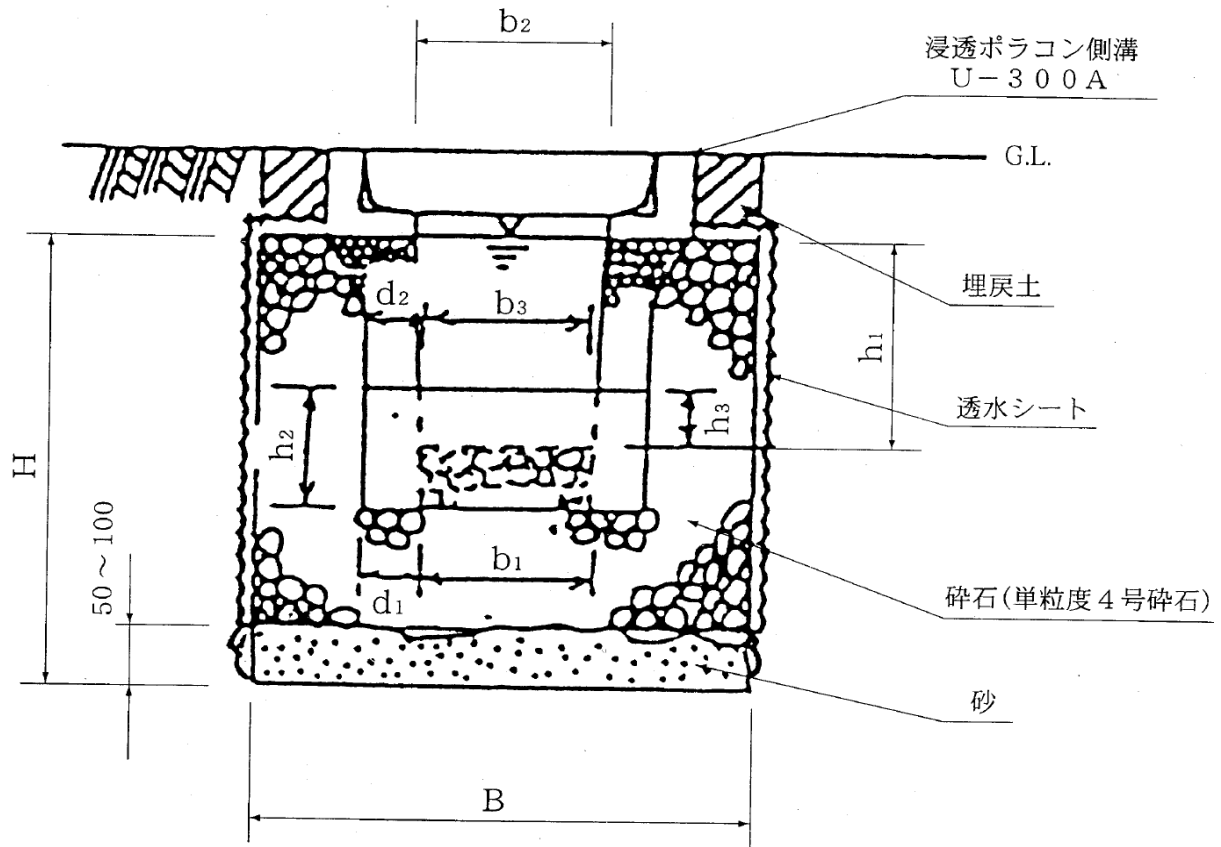 b₂
浸透ポラコン側溝
U－300A
G.L.
埋戻土
d₂
b₃
h₁
透水シート
h₂
h₃
H
50～100
b₁
d₁
砕石(単粒度4号砕石)
砂
B